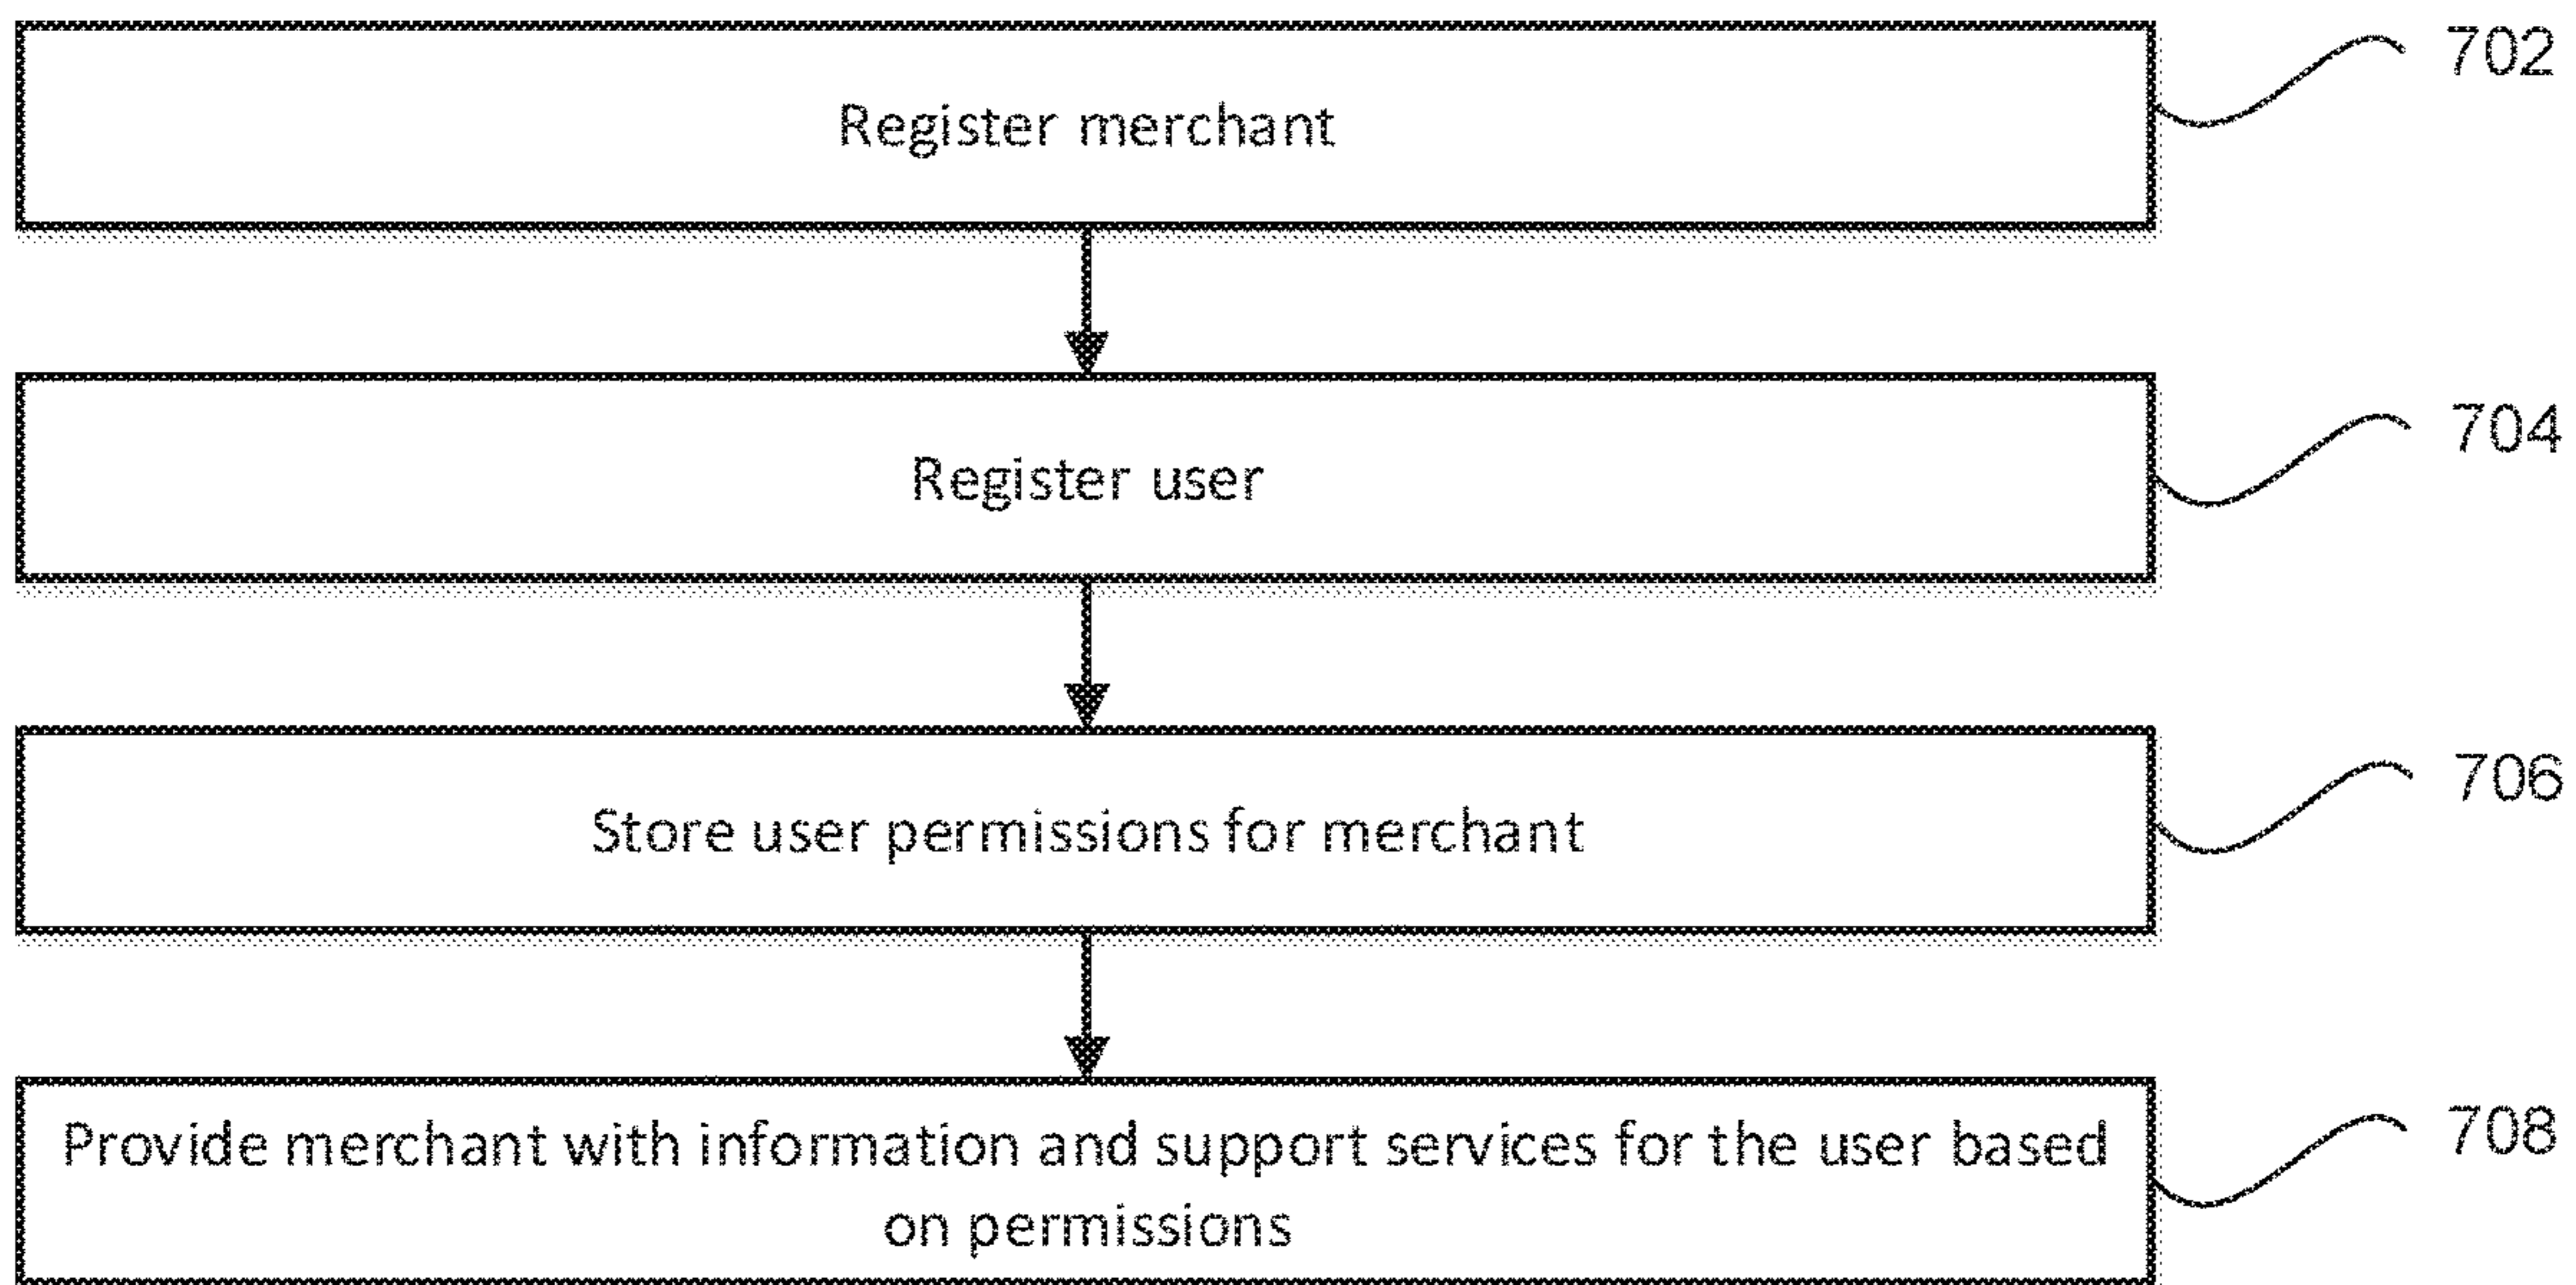 Register merchant
702
Register user
704
Store user permissions for merchant
706
Provide merchant with information and support services for the user based
on permissions
708